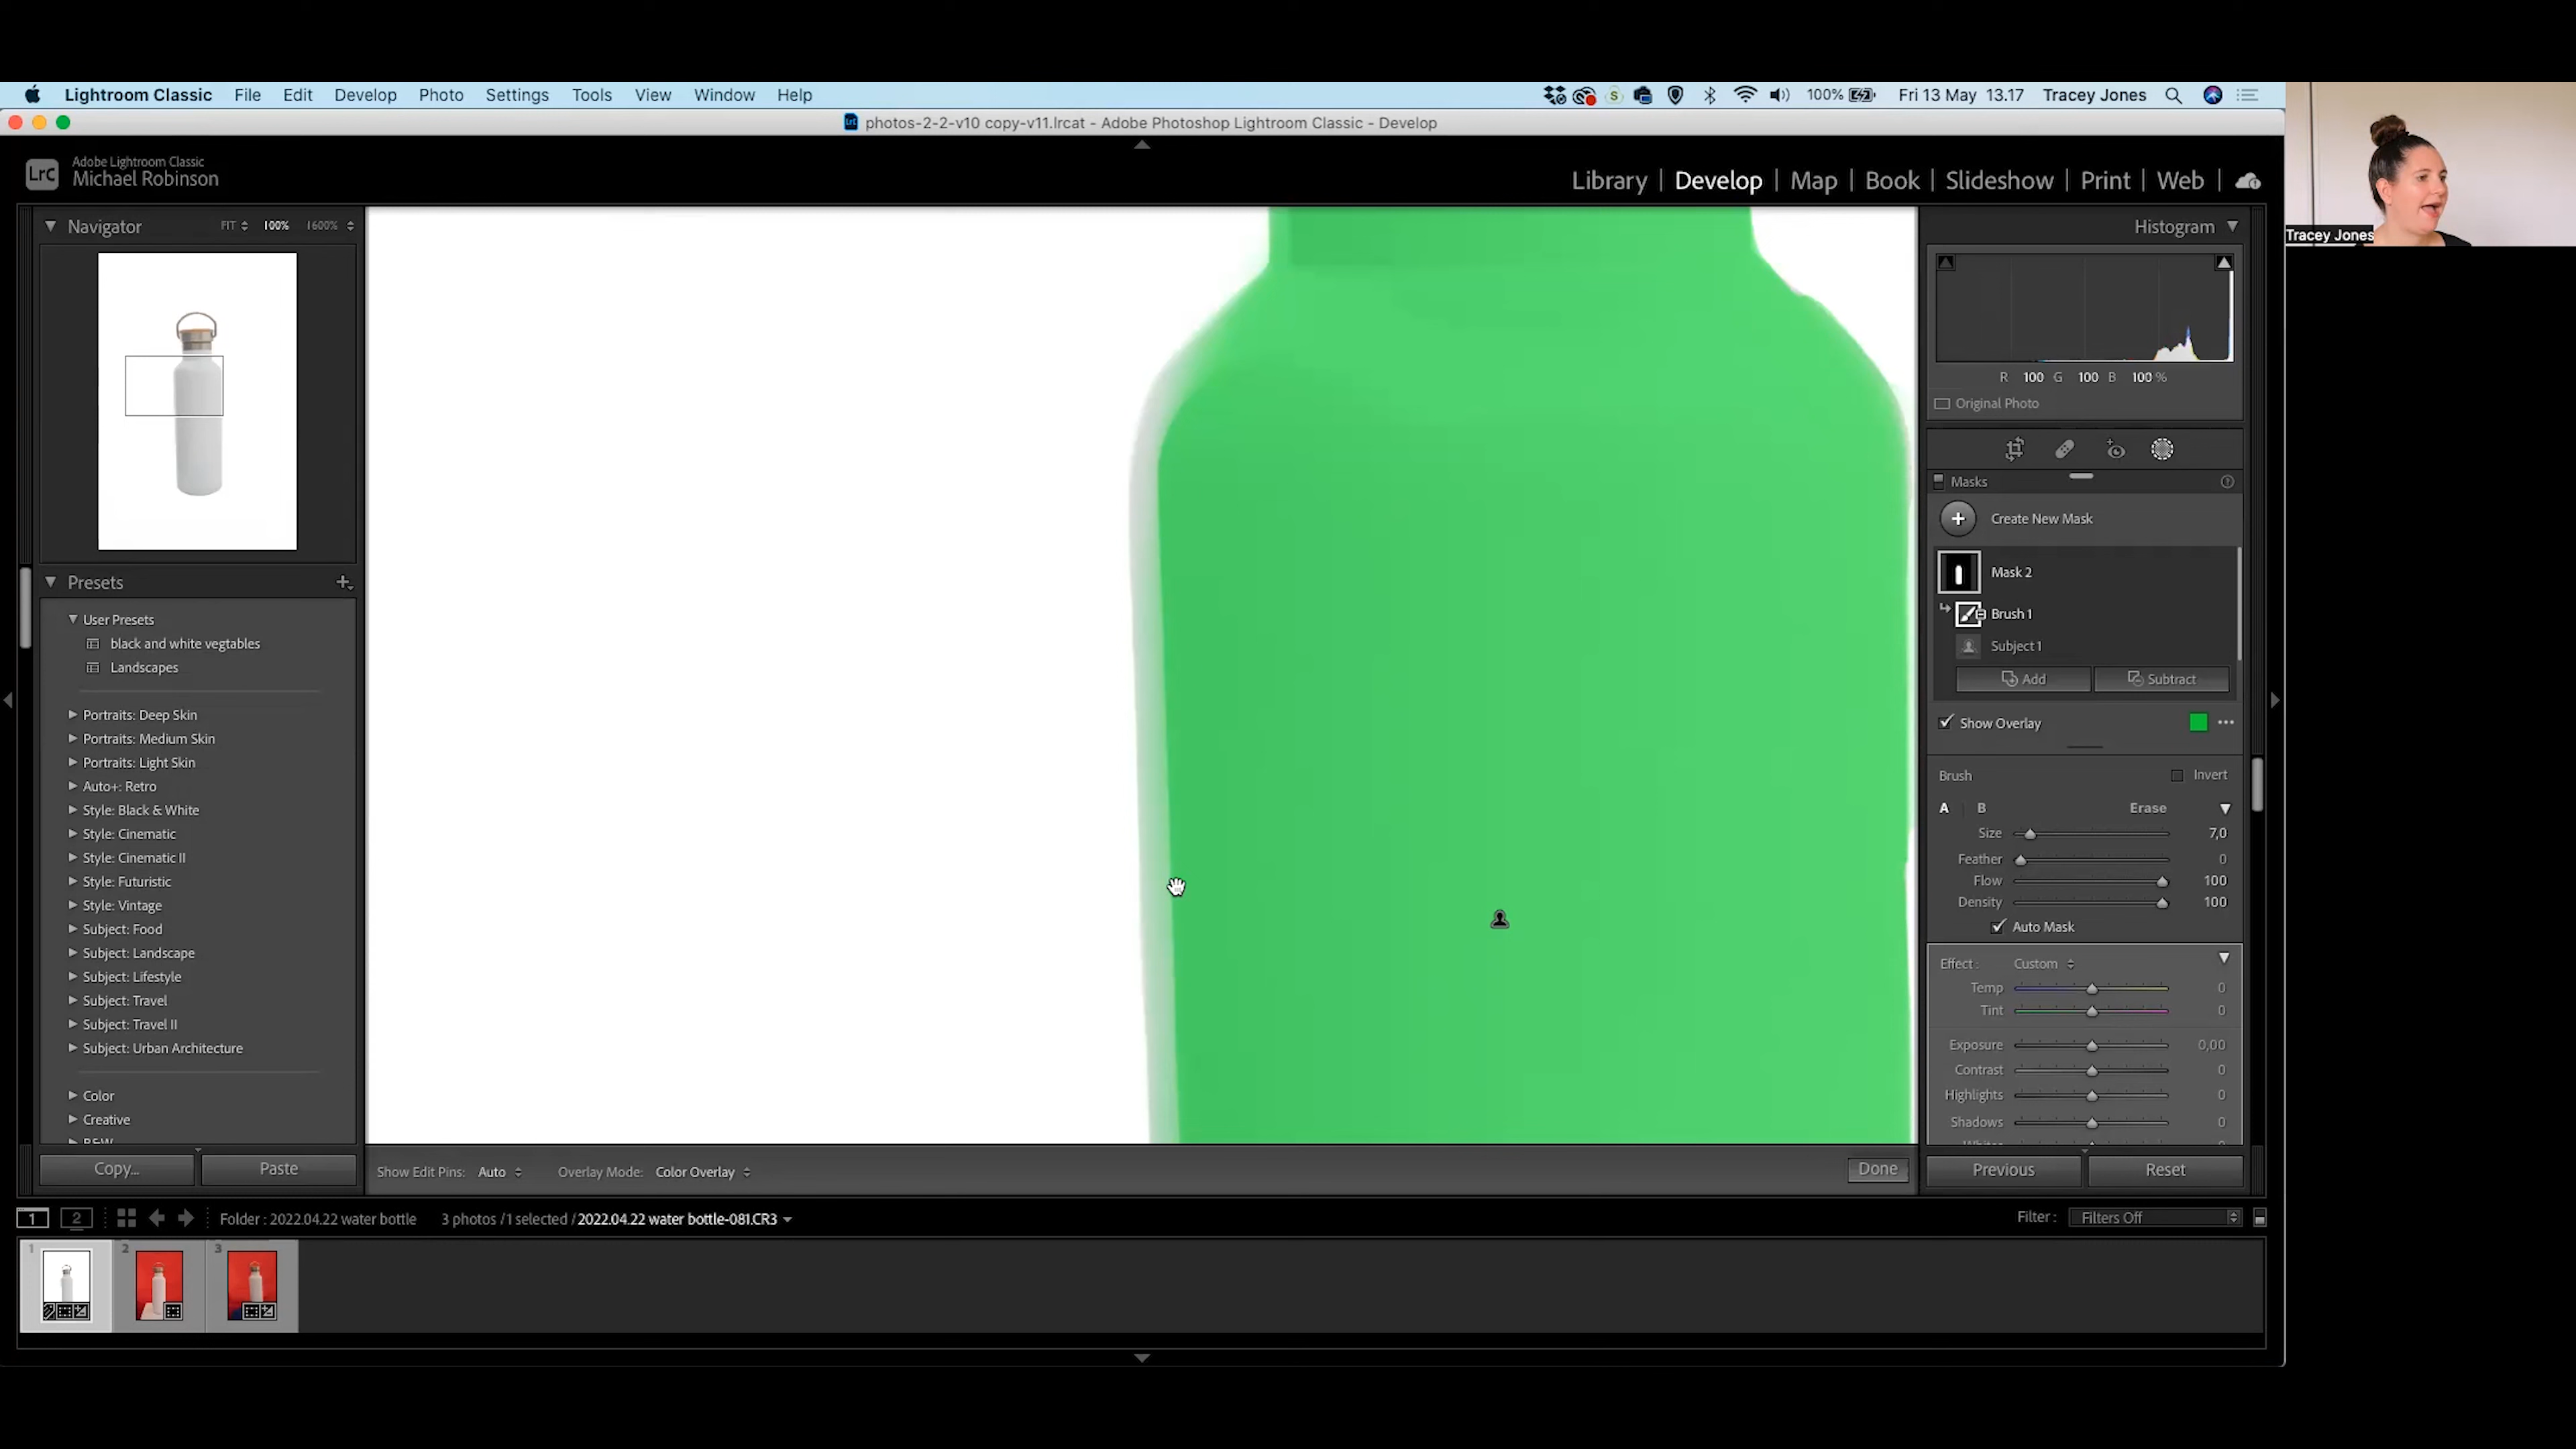 Lightroom Classic File Edit Develop Photo Settings Tools View Window Help 100% Fri 13 May 13.17 Tracey Jones
photos-2-2-v10 copy-v11.lrcat - Adobe Photoshop Lightroom Classic - Develop
LrC
Adobe Lightroom Classic
Michael Robinson
Library | Develop | Map | Book | Slideshow | Print | Web |
Tracey Jones
Navigator FIT 100% 1600%
Presets
User Presets
black and white vegtables
Landscapes
Portraits: Deep Skin
Portraits: Medium Skin
Portraits: Light Skin
Auto+: Retro
Style: Black & White
Style: Cinematic
Style: Cinematic II
Style: Futuristic
Style: Vintage
Subject: Food
Subject: Landscape
Subject: Lifestyle
Subject: Travel
Subject: Travel II
Subject: Urban Architecture
Color
Creative
B&W
Copy... Paste
Show Edit Pins: Auto Overlay Mode: Color Overlay Done
Histogram
R 100 G 100 B 100 %
Original Photo
Masks
Create New Mask
Mask 2
Brush 1
Subject 1
Add Subtract
Show Overlay
Brush Invert
A B Erase
Size 7,0
Feather 0
Flow 100
Density 100
Auto Mask
Effect : Custom
Temp 0
Tint 0
Exposure 0,00
Contrast 0
Highlights 0
Shadows 0
Whites
Previous Reset
1 2 Folder : 2022.04.22 water bottle 3 photos / 1 selected / 2022.04.22 water bottle-081.CR3 Filter : Filters Off
1 2 3